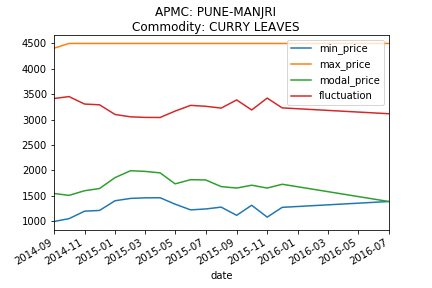 APMC: PUNE-MANJRI
Commodity: CURRY LEAVES
4500
4000
3500
3000
2500
2000
1500
1000
min_price
max_price
modal_price
fluctuation
2014-09
2014-11
2015-01
2015-03
2015-05
2015-07
2015-09
2015-11
2016-01
2016-03
2016-05
2016-07
date